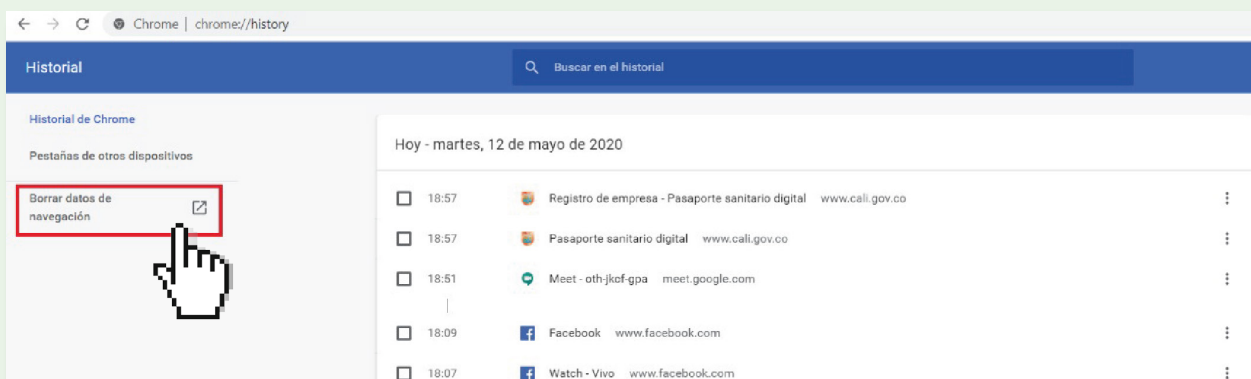 Chrome | chrome://history
Historial
Buscar en el historial
Historial de Chrome
Pestañas de otros dispositivos
Borrar datos de
navegación
Hoy - martes, 12 de mayo de 2020
18:57 Registro de empresa - Pasaporte sanitario digital www.cali.gov.co
18:57 Pasaporte sanitario digital www.cali.gov.co
18:51 Meet - oth-jkcf-gpa meet.google.com
18:09 Facebook www.facebook.com
18:07 Watch - Vivo www.facebook.com